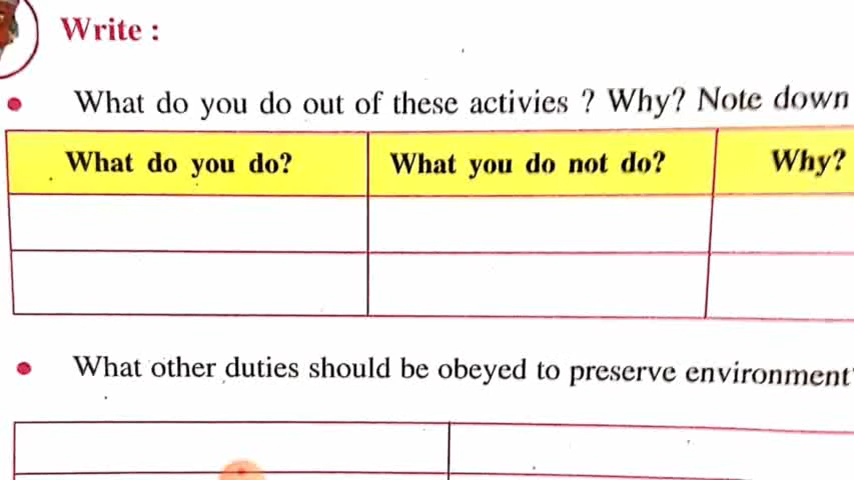 Write :
What do you do out of these activies ? Why? Note down
What do you do? What you do not do? Why?
What other duties should be obeyed to preserve environment